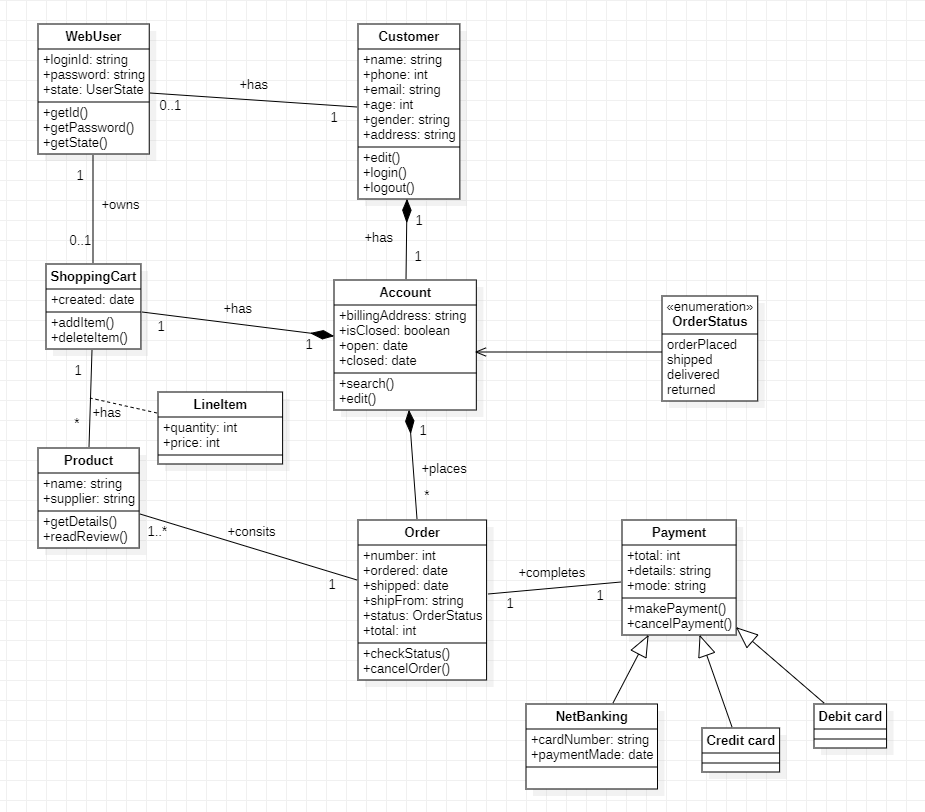 WebUser
+loginId: string
+password: string
+state: UserState
+getId()
+getPassword()
+getState()
+has
0..1
1
Customer
+name: string
+phone: int
+email: string
+age: int
+gender: string
+address: string
+edit()
+login()
+logout()
1
+owns
0..1
1
+has
1
ShoppingCart
+created: date
+addItem()
+deleteItem()
+has
1
1
Account
+billingAddress: string
+isClosed: boolean
+open: date
+closed: date
+search()
+edit()
«enumeration»
OrderStatus
orderPlaced
shipped
delivered
returned
1
+has
*
LineItem
+quantity: int
+price: int
1
+places
*
Product
+name: string
+supplier: string
+getDetails()
+readReview()
1..*
+consits
1
Order
+number: int
+ordered: date
+shipped: date
+shipFrom: string
+status: OrderStatus
+total: int
+checkStatus()
+cancelOrder()
+completes
1
1
Payment
+total: int
+details: string
+mode: string
+makePayment()
+cancelPayment()
NetBanking
+cardNumber: string
+paymentMade: date
Credit card
Debit card